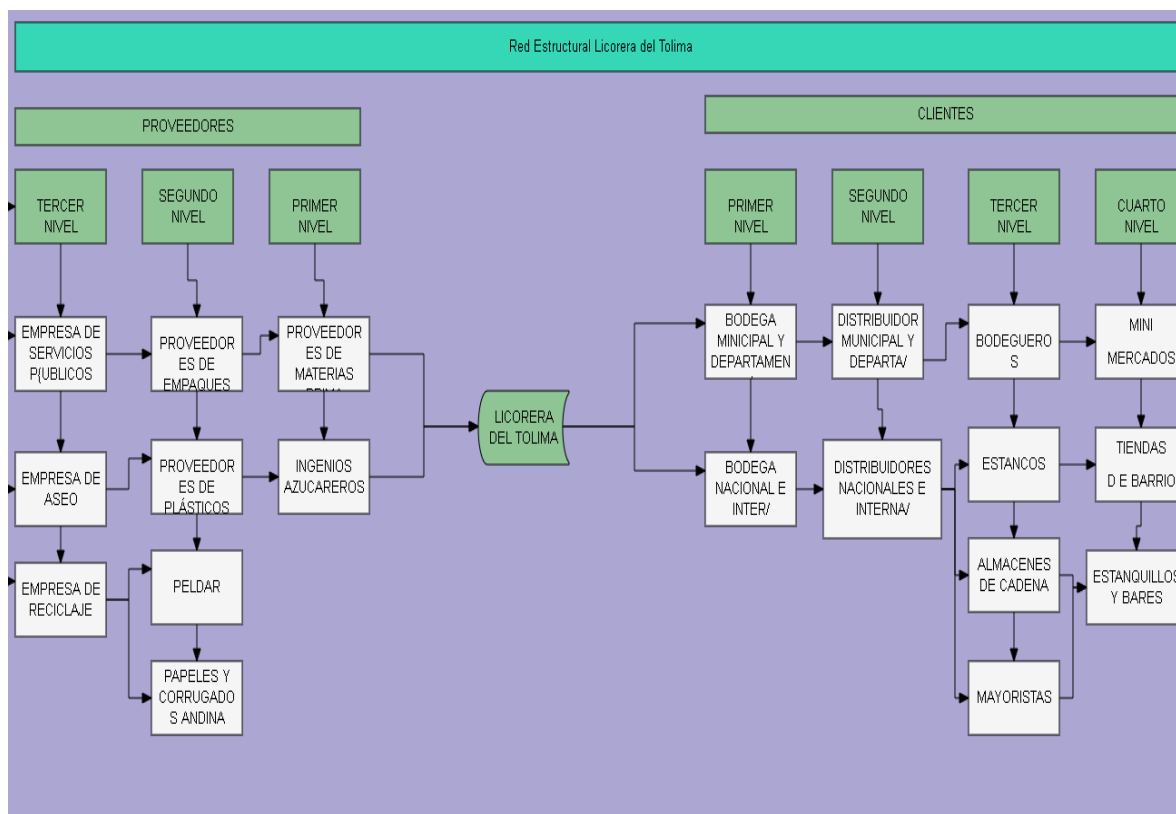 Red Estructural Licorera del Tolima
PROVEEDORES
CLIENTES
TERCER
NIVEL
SEGUNDO
NIVEL
PRIMER
NIVEL
PRIMER
NIVEL
SEGUNDO
NIVEL
TERCER
NIVEL
CUARTO
NIVEL
EMPRESA DE
SERVICIOS
P{UBLICOS
PROVEEDOR
ES DE
EMPAQUES
PROVEEDOR
ES DE
MATERIAS
PRIMA
BODEGA
MINICIPAL Y
DEPARTAMEN
/
DISTRIBUIDOR
MUNICIPAL Y
DEPARTA/
BODEGUERO
S
MINI
MERCADOS
LICORERA
DEL TOLIMA
EMPRESA DE
ASEO
PROVEEDOR
ES DE
PLÁSTICOS
INGENIOS
AZUCAREROS
BODEGA
NACIONAL E
INTER/
DISTRIBUIDORES
NACIONALES E
INTERNA/
ESTANCOS
TIENDAS
D E BARRIO
EMPRESA DE
RECICLAJE
PELDAR
ALMACENES
DE CADENA
ESTANQUILLOS
Y BARES
PAPELES Y
CORRUGADO
S ANDINA
MAYORISTAS